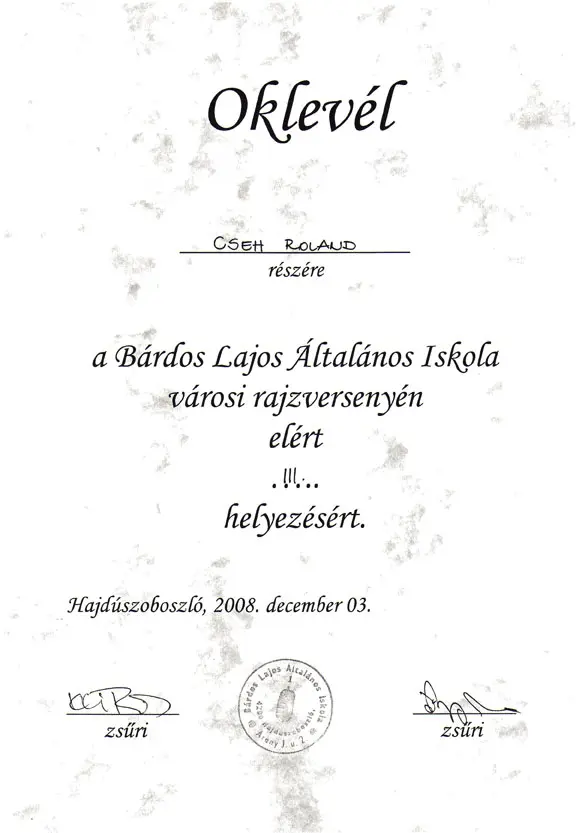 Oklevél
CSEH ROLAND
részére
a Bárdos Lajos Általános Iskola
városi rajzversenyén
elért
.III...
helyezésért.
Hajdúszoboszló, 2008. december 03.
Bárdos Lajos Általános Iskola
1
4200 Hajdúszoboszló,
Arany J. u. 2
zsűri
zsűri